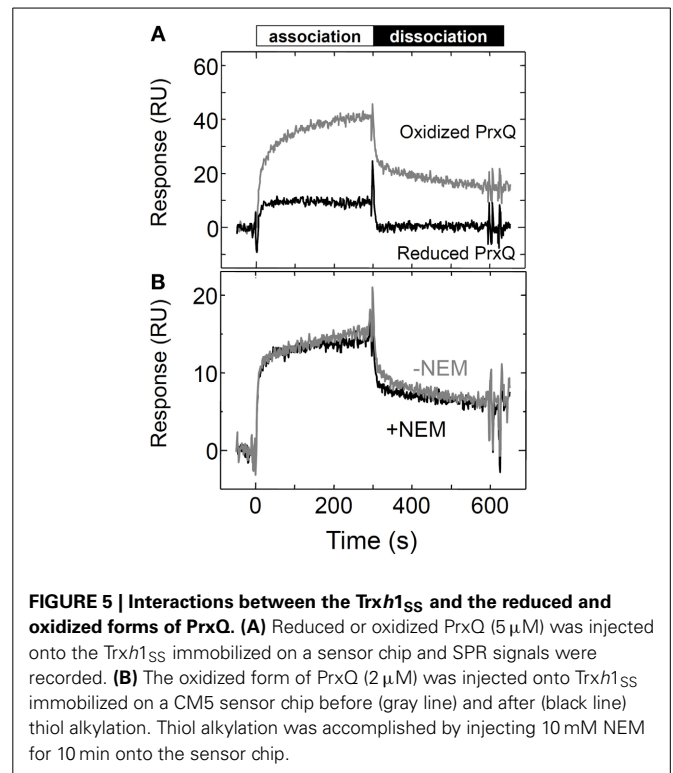 A
association dissociation
60
40
20
0
Response (RU)
Oxidized PrxQ
Reduced PrxQ
B
20
10
0
Response (RU)
-NEM
+NEM
0 200 400 600
Time (s)
FIGURE 5 | Interactions between the Trxh1SS and the reduced and
oxidized forms of PrxQ. (A) Reduced or oxidized PrxQ (5 μM) was injected
onto the Trxh1SS immobilized on a sensor chip and SPR signals were
recorded. (B) The oxidized form of PrxQ (2 μM) was injected onto Trxh1SS
immobilized on a CM5 sensor chip before (gray line) and after (black line)
thiol alkylation. Thiol alkylation was accomplished by injecting 10 mM NEM
for 10 min onto the sensor chip.